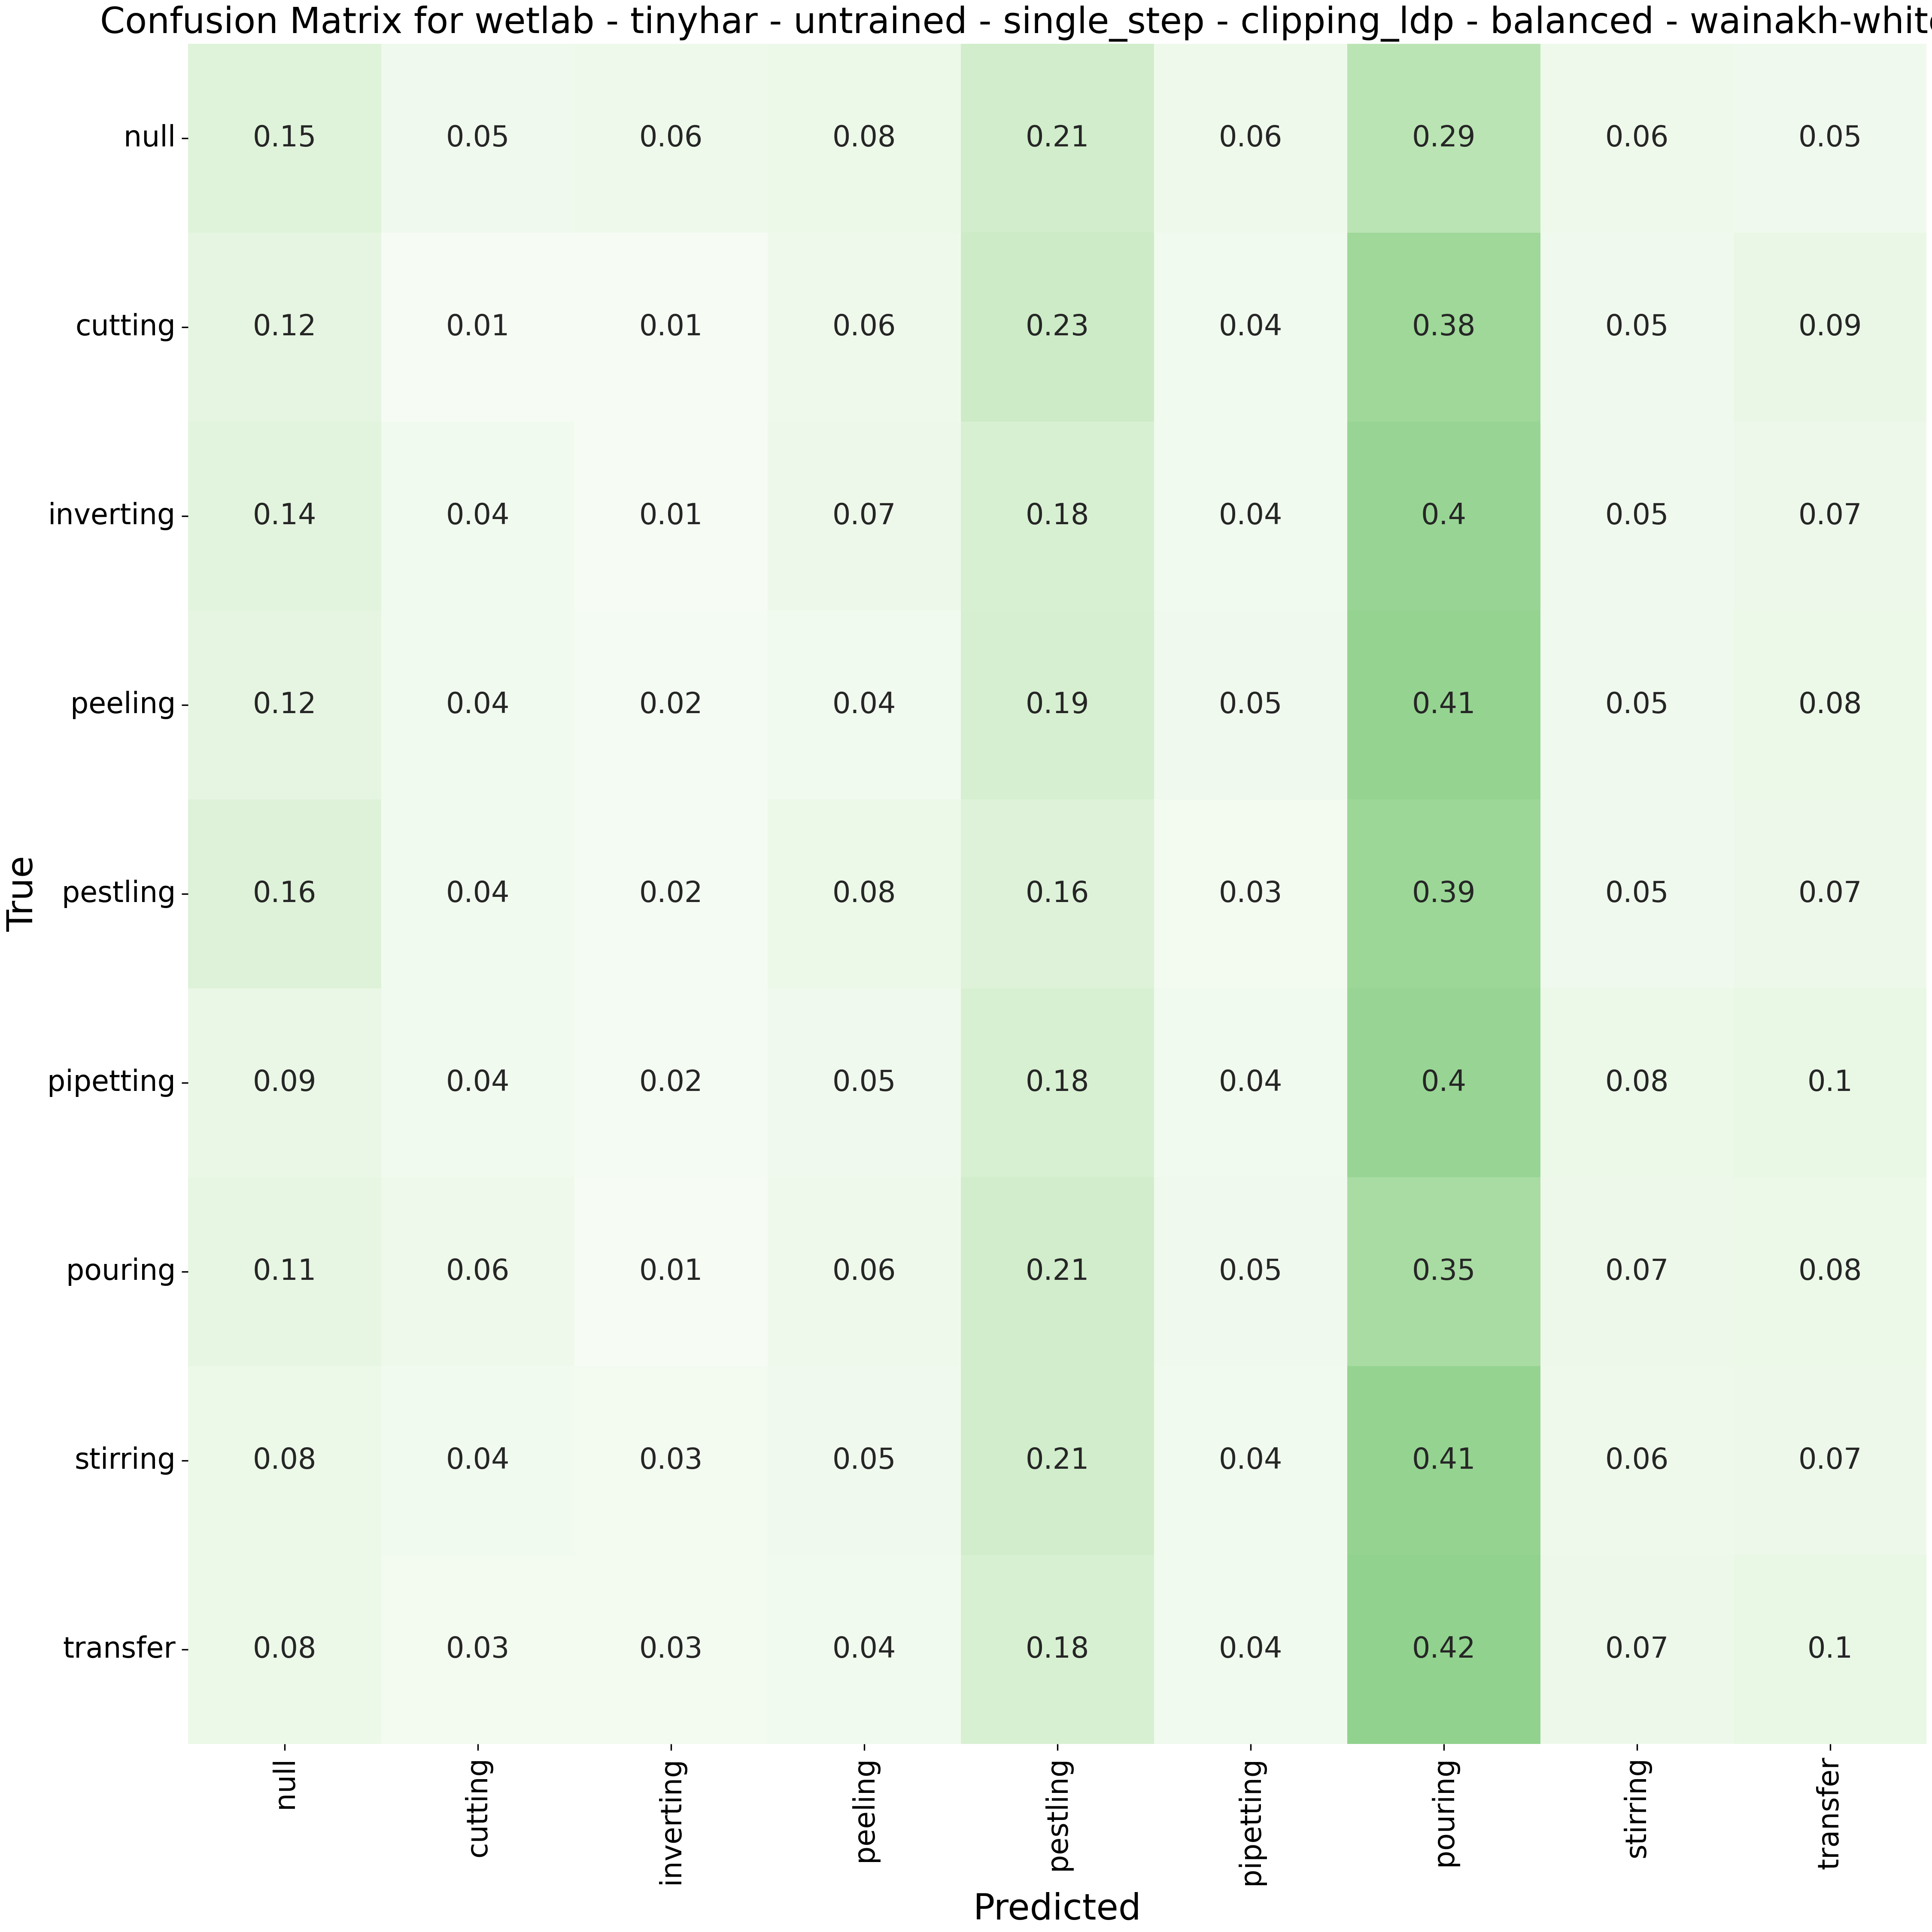 Confusion Matrix for wetlab - tinyhar - untrained - single_step - clipping_ldp - balanced - wainakh-white
null 0.15 0.05 0.06 0.08 0.21 0.06 0.29 0.06 0.05
cutting 0.12 0.01 0.01 0.06 0.23 0.04 0.38 0.05 0.09
inverting 0.14 0.04 0.01 0.07 0.18 0.04 0.4 0.05 0.07
peeling 0.12 0.04 0.02 0.04 0.19 0.05 0.41 0.05 0.08
pestling 0.16 0.04 0.02 0.08 0.16 0.03 0.39 0.05 0.07
pipetting 0.09 0.04 0.02 0.05 0.18 0.04 0.4 0.08 0.1
pouring 0.11 0.06 0.01 0.06 0.21 0.05 0.35 0.07 0.08
stirring 0.08 0.04 0.03 0.05 0.21 0.04 0.41 0.06 0.07
transfer 0.08 0.03 0.03 0.04 0.18 0.04 0.42 0.07 0.1
True
null cutting inverting peeling pestling pipetting pouring stirring transfer
Predicted